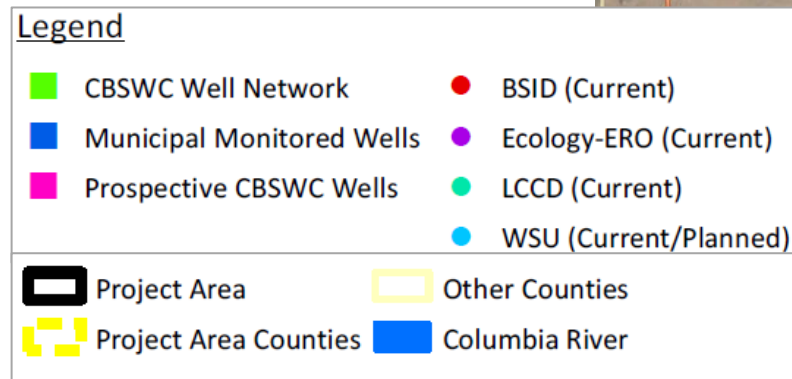 Legend
CBSWC Well Network
Municipal Monitored Wells
Prospective CBSWC Wells
BSID (Current)
Ecology-ERO (Current)
LCCD (Current)
WSU (Current/Planned)
Project Area
Project Area Counties
Other Counties
Columbia River